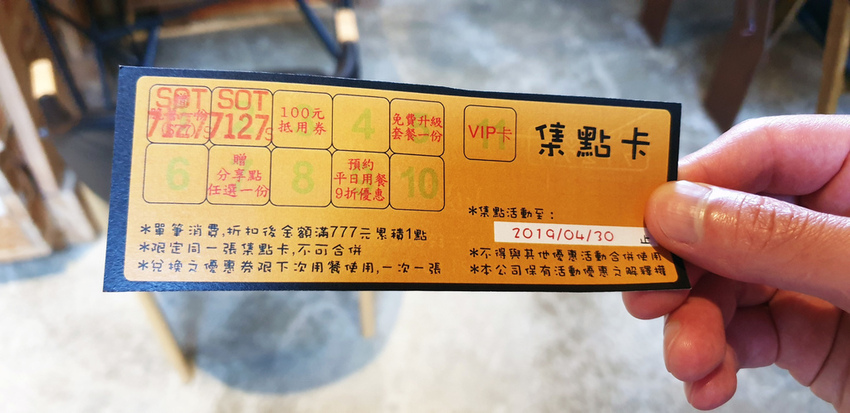 SOT SOT
7127S 7127S
100元
抵用券
4
免費升級
套餐一份
11
VIP卡
集點卡
6
贈
分享點
任選一份
8
預約
平日用餐
9折優惠
10
*集點活動至:
2019/04/30
*單筆消費,折扣後金額滿777元累積1點
*限定同一張集點卡,不可合併
*兌換之優惠券限下次用餐使用,一次一張
*不得與其他優惠活動合併使用
*本公司保有活動優惠之解釋權